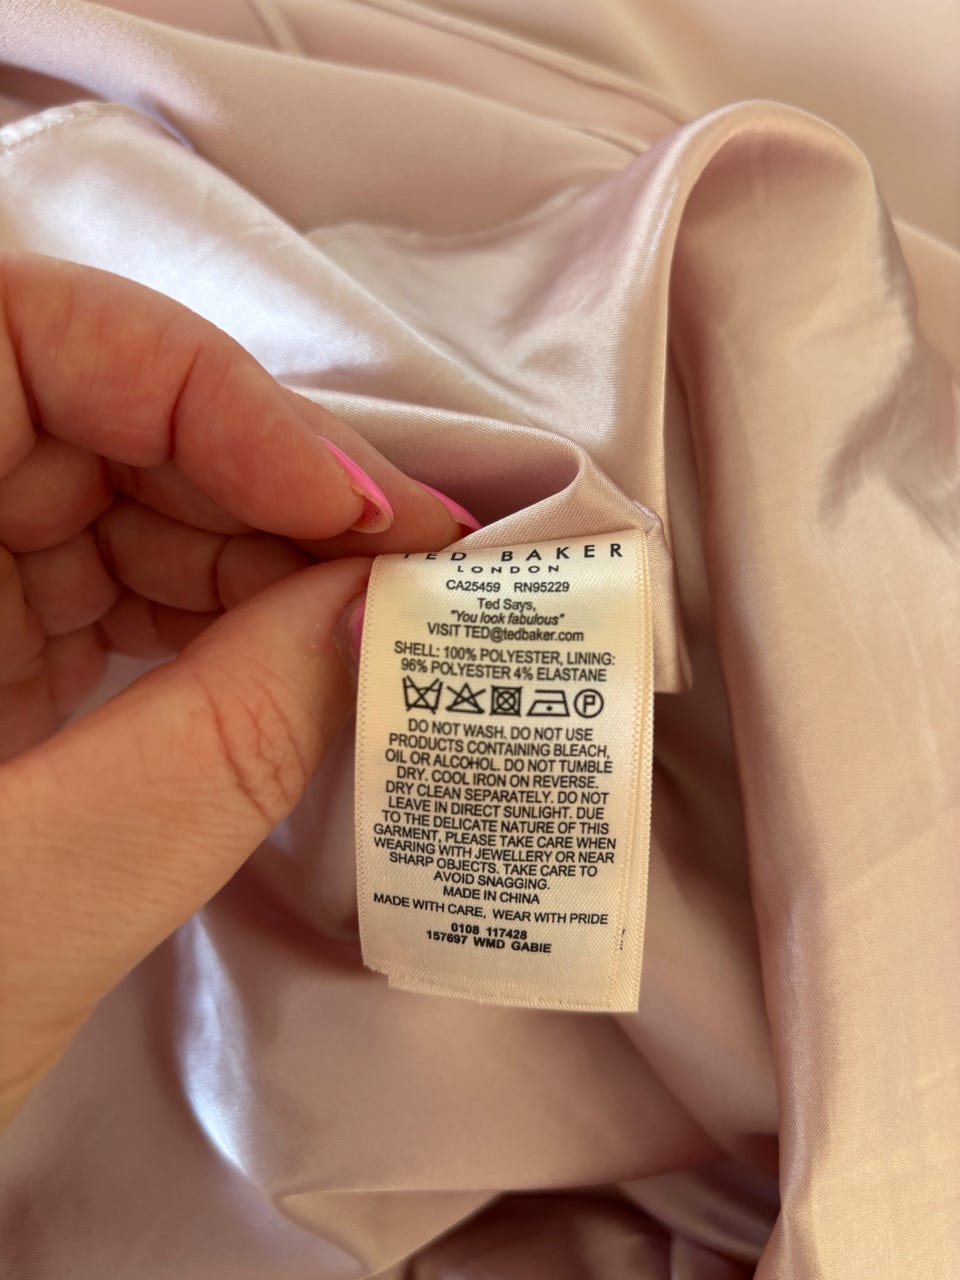 TED BAKER
LONDON
CA25459 RN95229
Ted Says,
"You look fabulous"
VISIT TED@tedbaker.com
SHELL: 100% POLYESTER, LINING:
96% POLYESTER 4% ELASTANE
P
DO NOT WASH. DO NOT USE
PRODUCTS CONTAINING BLEACH,
OIL OR ALCOHOL. DO NOT TUMBLE
DRY. COOL IRON ON REVERSE.
DRY CLEAN SEPARATELY. DO NOT
LEAVE IN DIRECT SUNLIGHT. DUE
TO THE DELICATE NATURE OF THIS
GARMENT, PLEASE TAKE CARE WHEN
WEARING WITH JEWELLERY OR NEAR
SHARP OBJECTS. TAKE CARE TO
AVOID SNAGGING.
MADE IN CHINA
MADE WITH CARE, WEAR WITH PRIDE
0108 117428
157697 WMD GABIE